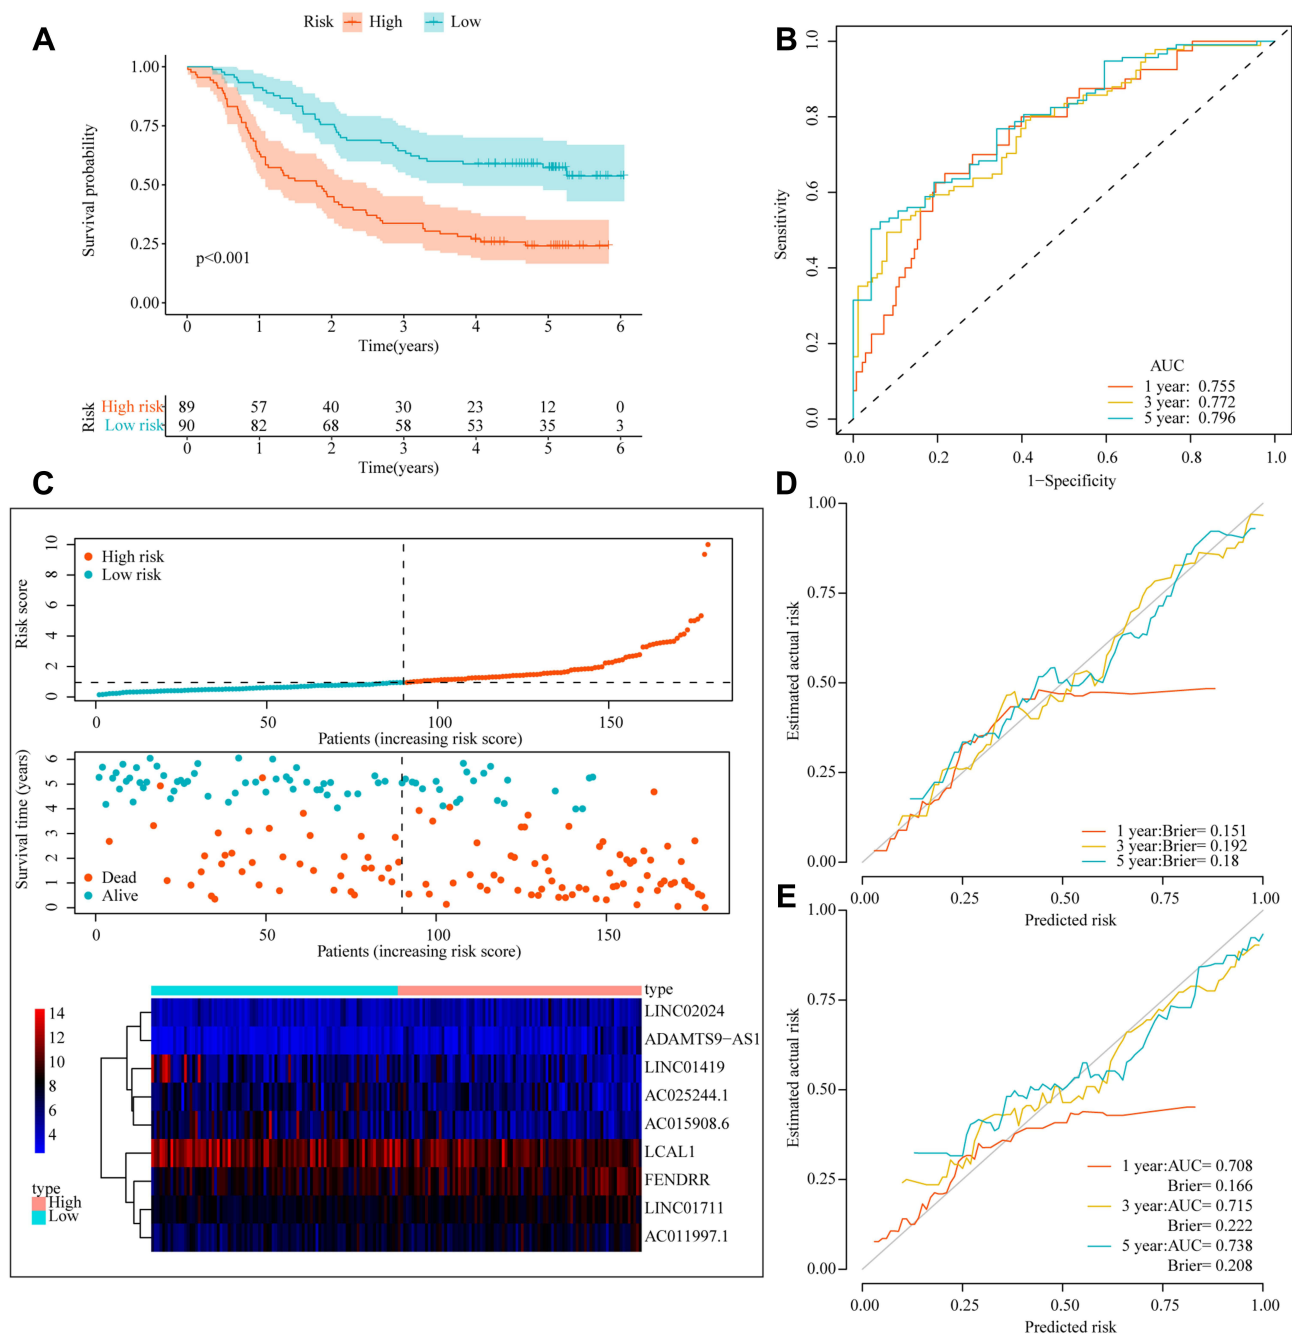 A
Risk High Low
Survival probability
1.00
0.75
0.50
0.25
0.00
p<0.001
0 1 2 3 4 5 6
Time(years)
Risk
High risk 89 57 40 30 23 12 0
Low risk 90 82 68 58 53 35 3
0 1 2 3 4 5 6
Time(years)
B
Sensitivity
1.0
0.8
0.6
0.4
0.2
0.0
AUC
1 year: 0.755
3 year: 0.772
5 year: 0.796
0.0 0.2 0.4 0.6 0.8 1.0
1−Specificity
C
Risk score
10
8
6
4
2
0
High risk
Low risk
0 50 100 150
Patients (increasing risk score)
Survival time (years)
6
5
4
3
2
1
0
Dead
Alive
0 50 100 150
Patients (increasing risk score)
type
14
12
10
8
6
4
type
High
Low
LINC02024
ADAMTS9−AS1
LINC01419
AC025244.1
AC015908.6
LCAL1
FENDRR
LINC01711
AC011997.1
D
Estimated actual risk
1.00
0.75
0.50
0.25
0.00
1 year:Brier= 0.151
3 year:Brier= 0.192
5 year:Brier= 0.18
0.00 0.25 0.50 0.75 1.00
Predicted risk
E
Estimated actual risk
1.00
0.75
0.50
0.25
0.00
1 year:AUC= 0.708
Brier= 0.166
3 year:AUC= 0.715
Brier= 0.222
5 year:AUC= 0.738
Brier= 0.208
0.00 0.25 0.50 0.75 1.00
Predicted risk